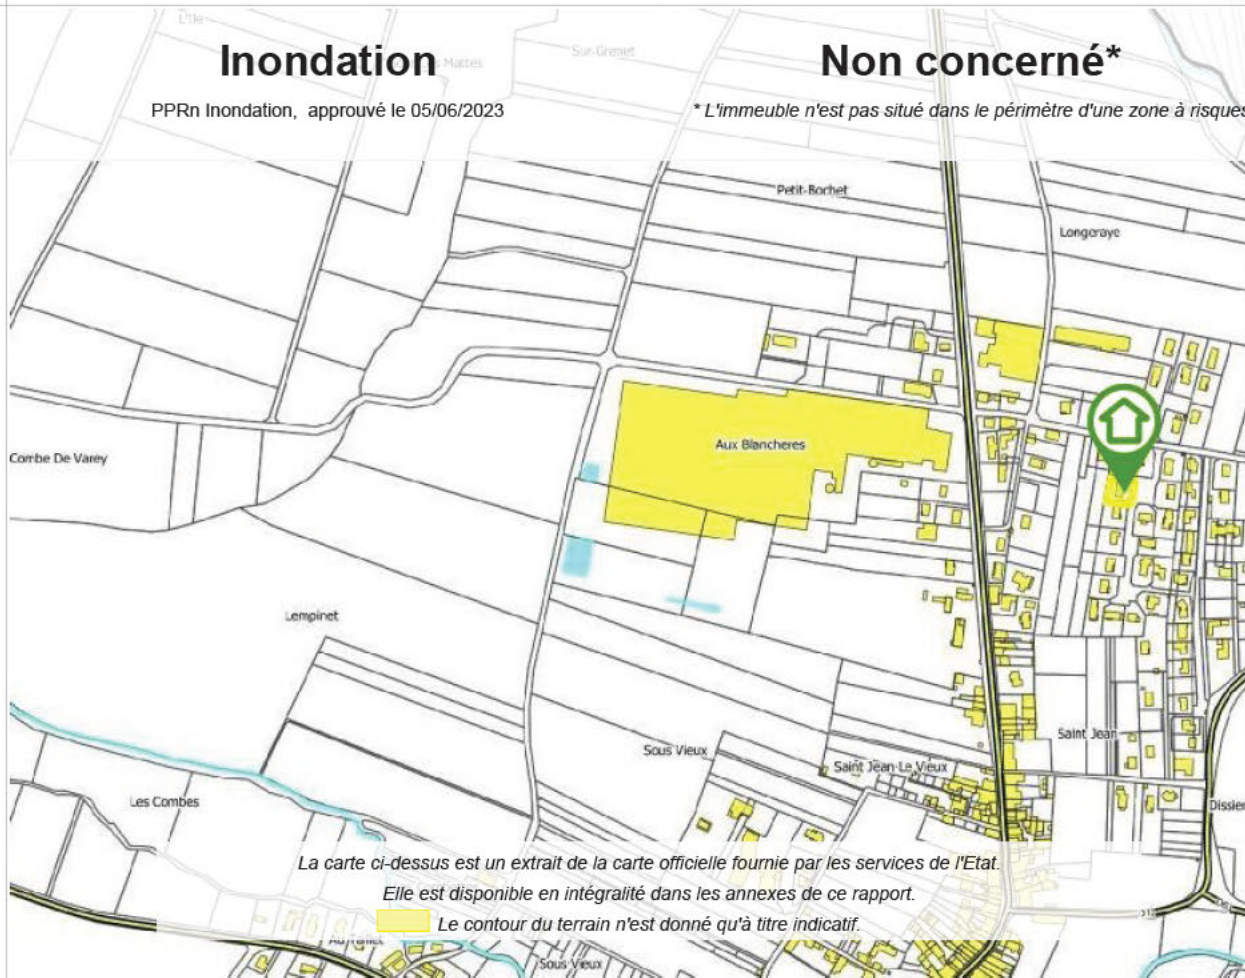 L'Ile
Inondation
Mattes
Sur-Grenet
Non concerné*
PPRn Inondation,  approuvé le 05/06/2023
* L'immeuble n'est pas situé dans le périmètre d'une zone à risques
Petit-Bochet
Longeraye
Aux Blancheres
Combe De Varey
Lempinet
Saint Jean
Sous Vieux
Saint Jean-Le Vieux
Les Combes
Dissier
La carte ci-dessus est un extrait de la carte officielle fournie par les services de l'Etat.
Elle est disponible en intégralité dans les annexes de ce rapport.
Le contour du terrain n'est donné qu'à titre indicatif.
312
Sous Vieux